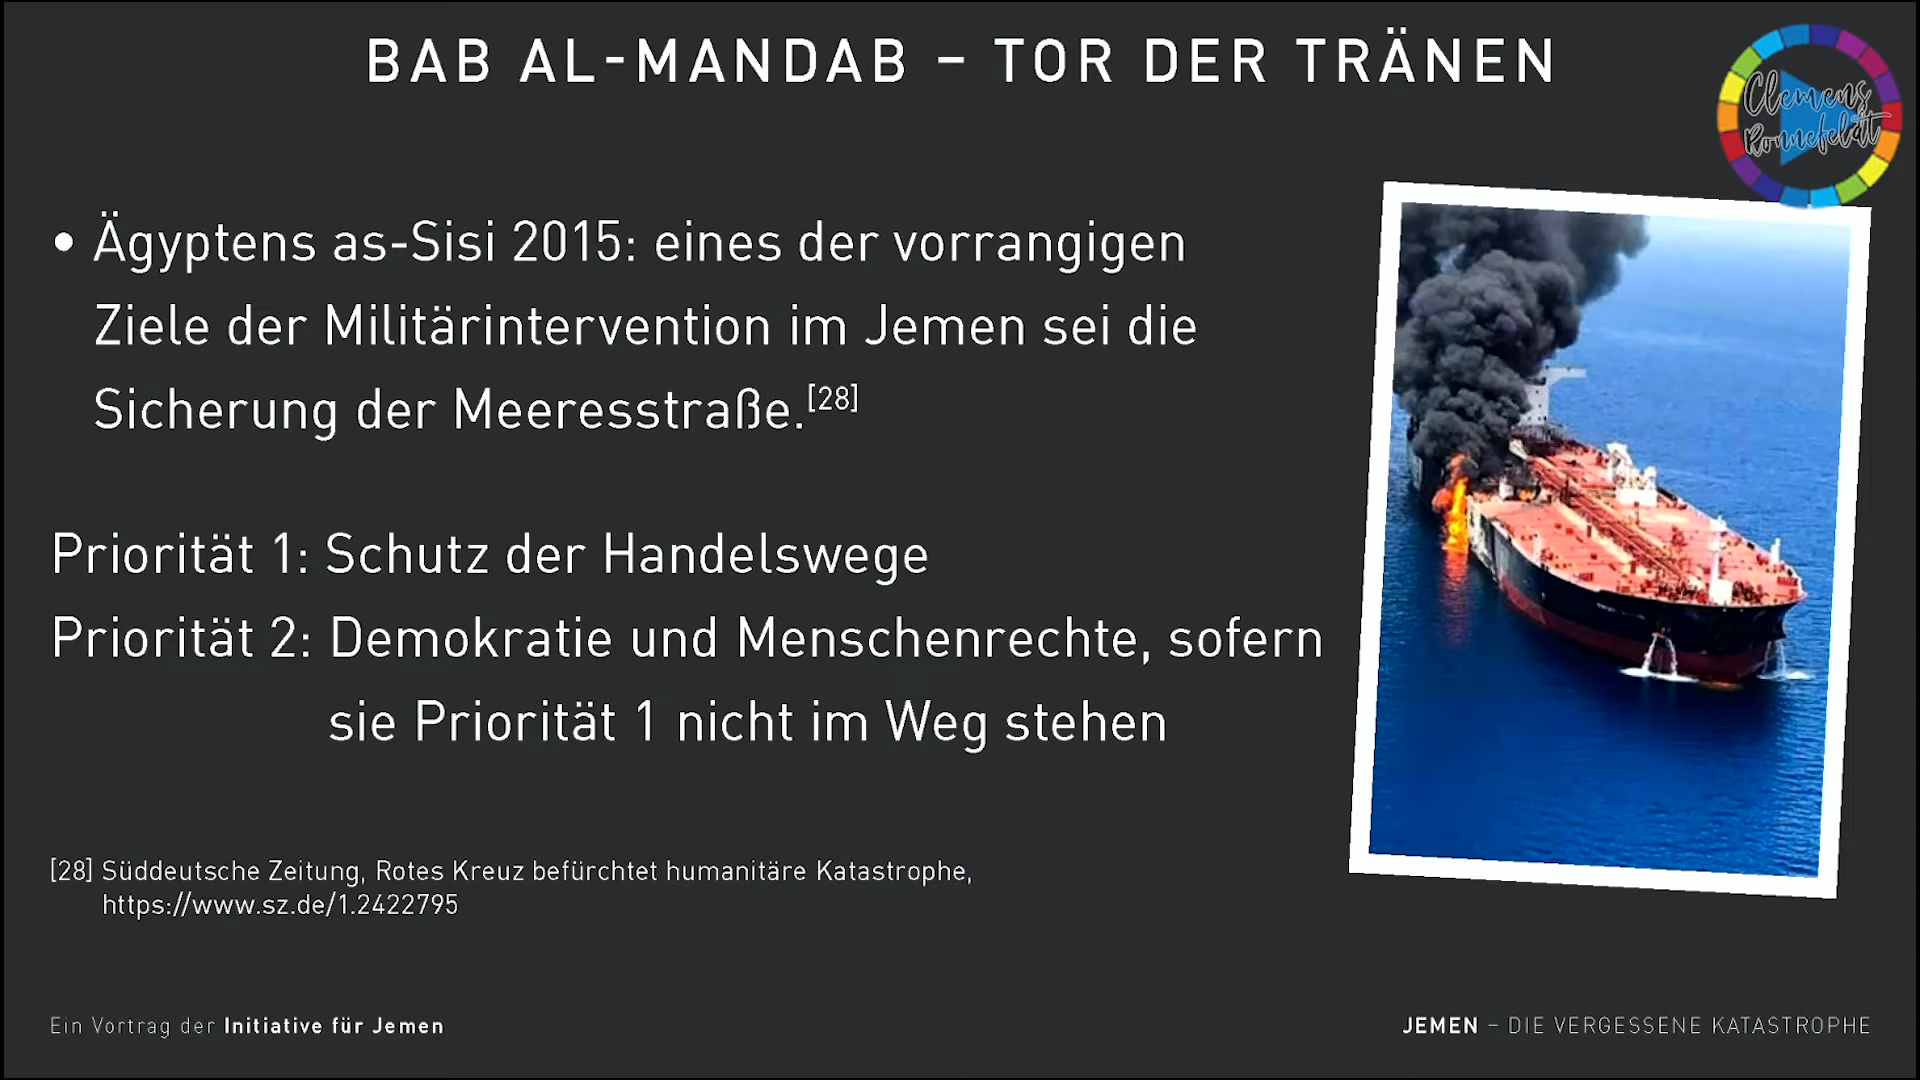 BAB AL-MANDAB – TOR DER TRÄNEN
Clemens
Ronnefeldt
• Ägyptens as-Sisi 2015: eines der vorrangigen
Ziele der Militärintervention im Jemen sei die
Sicherung der Meeresstraße.[28]
Priorität 1: Schutz der Handelswege
Priorität 2: Demokratie und Menschenrechte, sofern
sie Priorität 1 nicht im Weg stehen
[28] Süddeutsche Zeitung, Rotes Kreuz befürchtet humanitäre Katastrophe,
https://www.sz.de/1.2422795
Ein Vortrag der Initiative für Jemen
JEMEN – DIE VERGESSENE KATASTROPHE